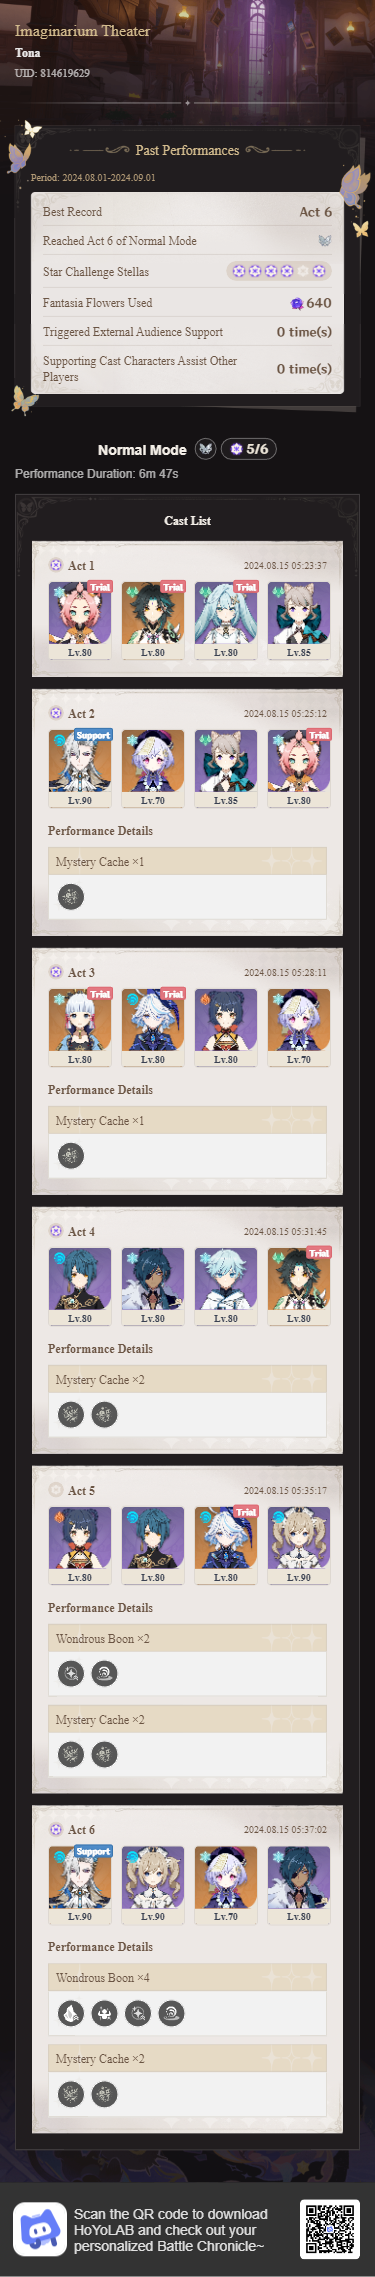 Imaginarium Theater
Tona
UID: 814619629
Past Performances
Period: 2024.08.01-2024.09.01
Best Record Act 6
Reached Act 6 of Normal Mode
Star Challenge Stellas
Fantasia Flowers Used 640
Triggered External Audience Support 0 time(s)
Supporting Cast Characters Assist Other
Players 0 time(s)
Normal Mode 5/6
Performance Duration: 6m 47s
Cast List
Act 1 2024.08.15 05:23:37
Trial Trial Trial
Lv.80 Lv.80 Lv.80 Lv.85
Act 2 2024.08.15 05:25:12
Support Trial
Lv.90 Lv.70 Lv.85 Lv.80
Performance Details
Mystery Cache ×1
Act 3 2024.08.15 05:28:11
Trial Trial
Lv.80 Lv.80 Lv.80 Lv.70
Performance Details
Mystery Cache ×1
Act 4 2024.08.15 05:31:45
Trial
Lv.80 Lv.80 Lv.80 Lv.80
Performance Details
Mystery Cache ×2
Act 5 2024.08.15 05:35:17
Trial
Lv.80 Lv.80 Lv.80 Lv.90
Performance Details
Wondrous Boon ×2
Mystery Cache ×2
Act 6 2024.08.15 05:37:02
Support
Lv.90 Lv.90 Lv.70 Lv.80
Performance Details
Wondrous Boon ×4
Mystery Cache ×2
Scan the QR code to download
HoYoLAB and check out your
personalized Battle Chronicle~